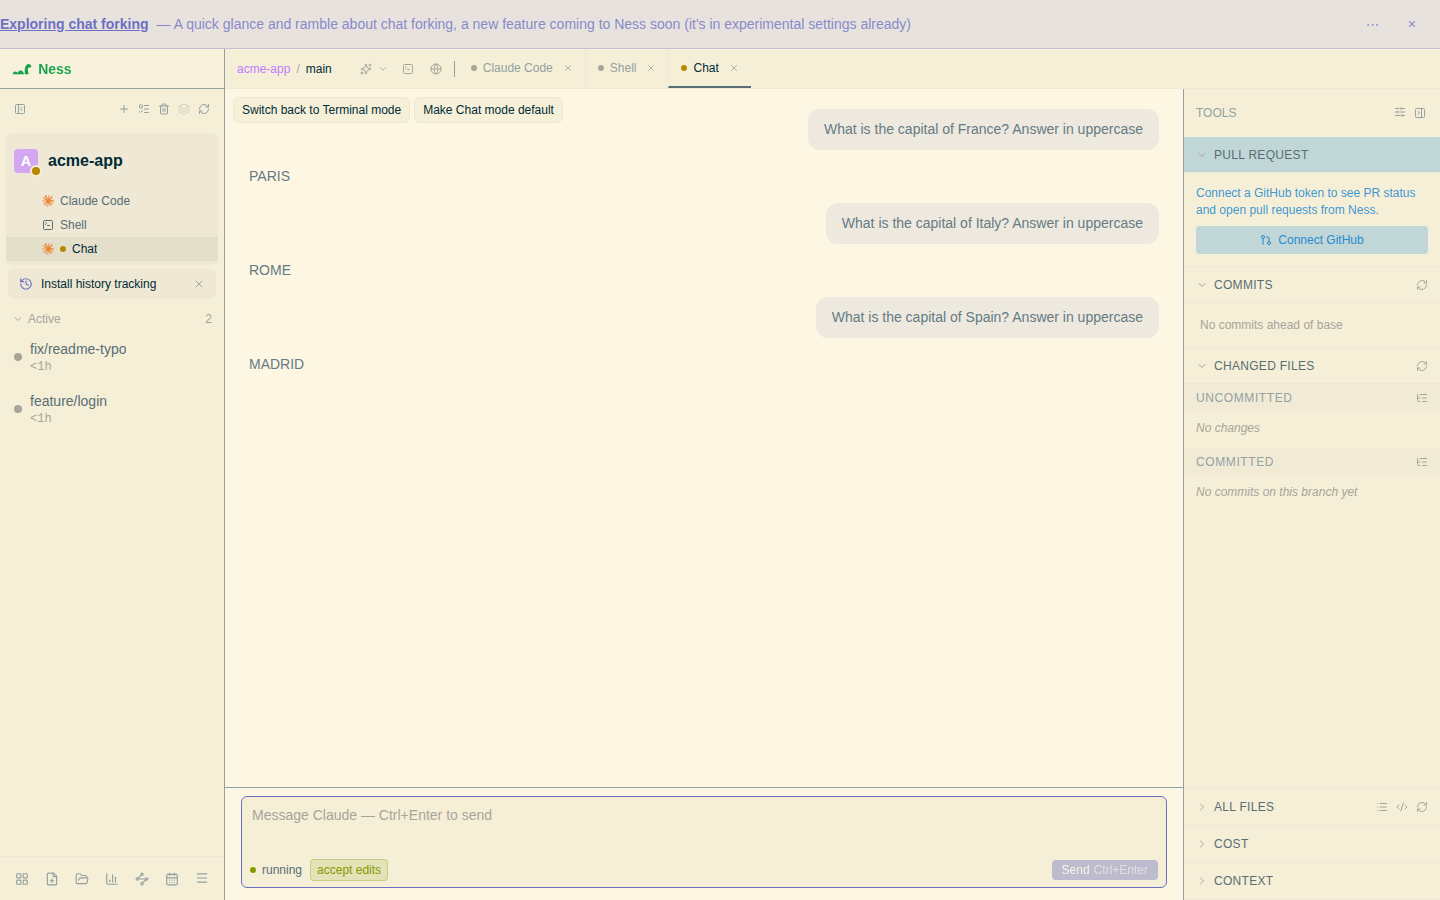 Exploring chat forking — A quick glance and ramble about chat forking, a new feature coming to Ness soon (it's in experimental settings already)
Ness
acme-app / main
Claude Code
Shell
Chat
A
acme-app
Claude Code
Shell
Chat
Install history tracking
Active 2
fix/readme-typo
<1h
feature/login
<1h
Switch back to Terminal mode
Make Chat mode default
What is the capital of France? Answer in uppercase
PARIS
What is the capital of Italy? Answer in uppercase
ROME
What is the capital of Spain? Answer in uppercase
MADRID
Message Claude — Ctrl+Enter to send
running
accept edits
Send Ctrl+Enter
TOOLS
PULL REQUEST
Connect a GitHub token to see PR status
and open pull requests from Ness.
Connect GitHub
COMMITS
No commits ahead of base
CHANGED FILES
UNCOMMITTED
No changes
COMMITTED
No commits on this branch yet
ALL FILES
COST
CONTEXT